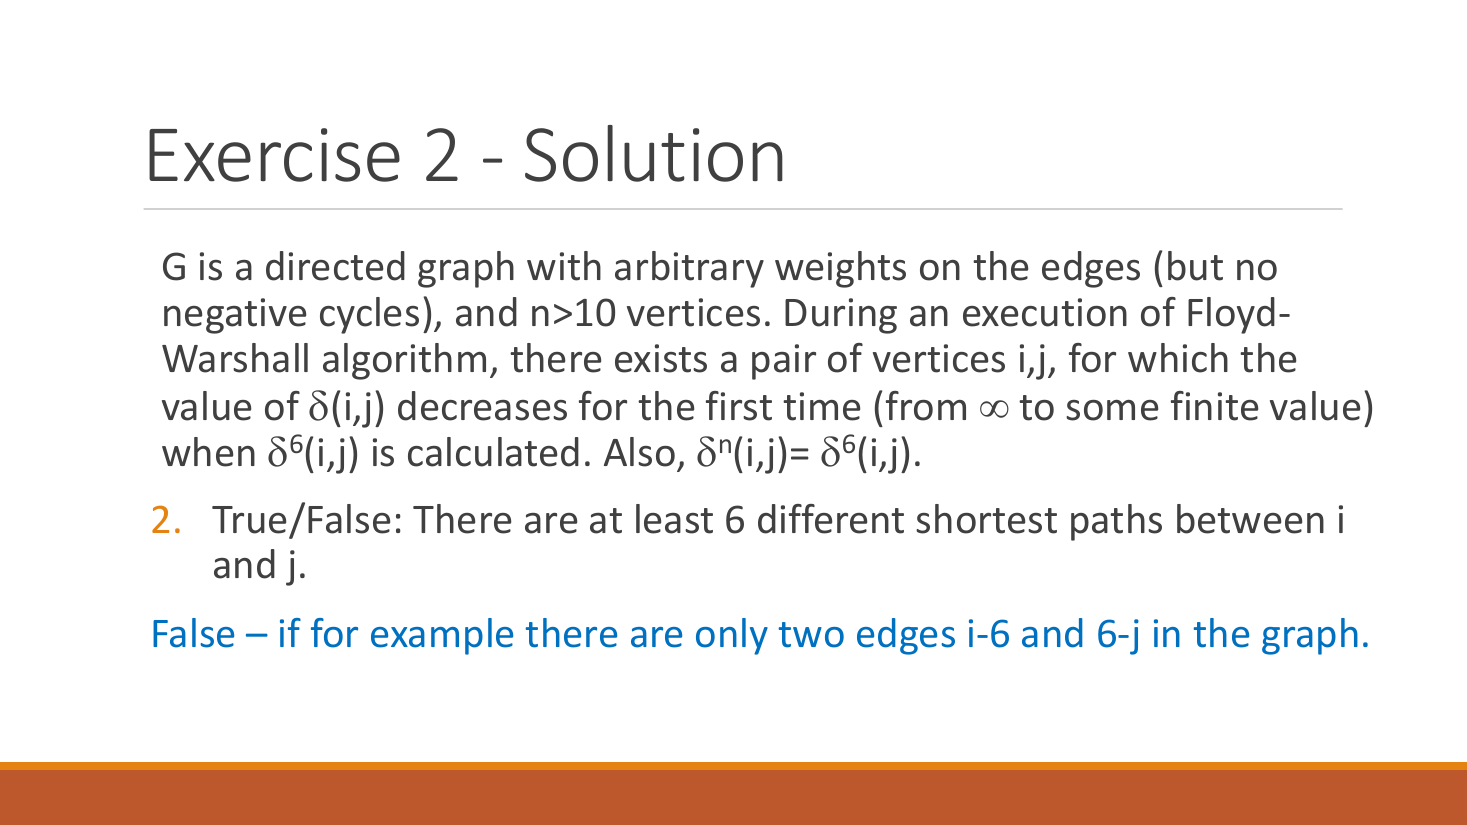 Exercise 2 - Solution
G is a directed graph with arbitrary weights on the edges (but no
negative cycles), and n>10 vertices. During an execution of Floyd-
Warshall algorithm, there exists a pair of vertices i,j, for which the
value of δ(i,j) decreases for the first time (from ∞ to some finite value)
when δ⁶(i,j) is calculated. Also, δⁿ(i,j)= δ⁶(i,j).
2. True/False: There are at least 6 different shortest paths between i
and j.
False – if for example there are only two edges i-6 and 6-j in the graph.